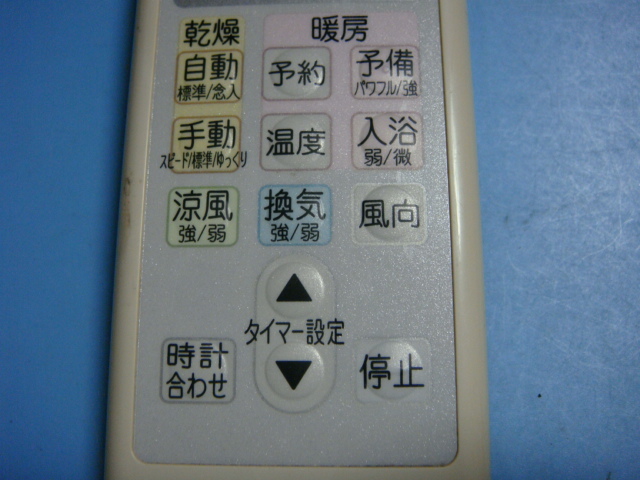 乾燥
暖房
自動
標準/念入
予約
予備
パワフル/強
手動
スピード/標準/ゆっくり
温度
入浴
弱/微
涼風
強/弱
換気
強/弱
風向
▲
タイマー設定
▼
時計
合わせ
停止